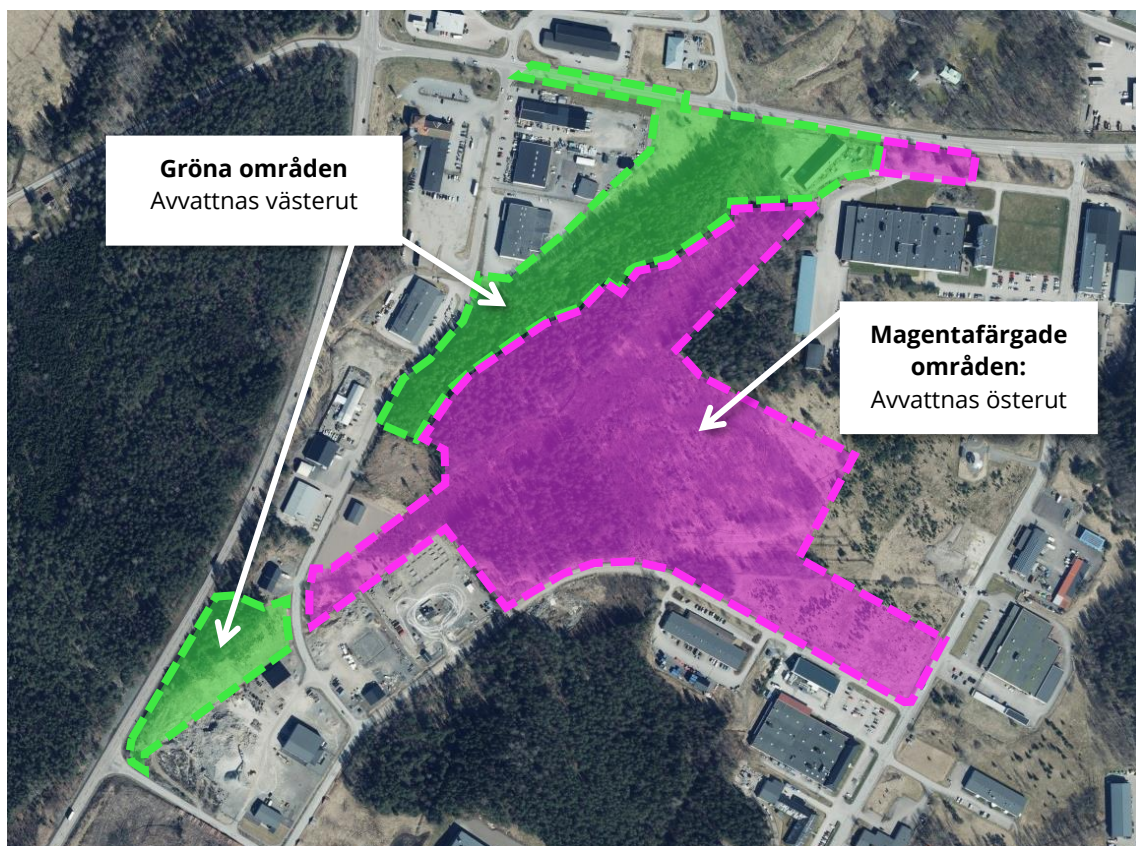 Gröna områden
Avvattnas västerut
Magentafärgade
områden:
Avvattnas österut